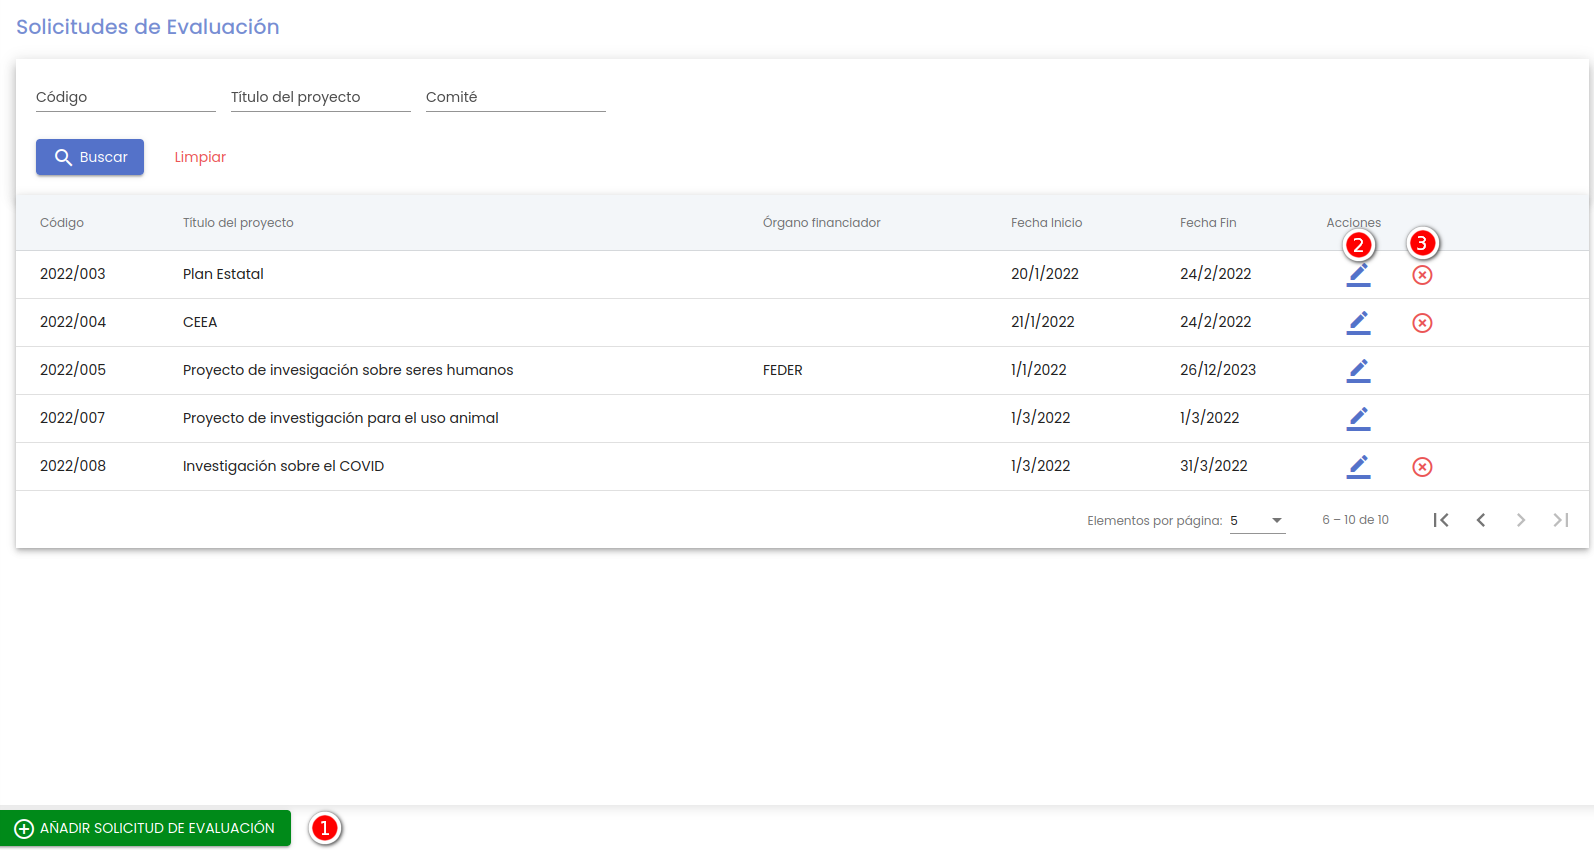 Solicitudes de Evaluación
Código Título del proyecto Comité
Buscar Limpiar
Código Título del proyecto Órgano financiador Fecha Inicio Fecha Fin Acciones
2 3
2022/003 Plan Estatal 20/1/2022 24/2/2022
2022/004 CEEA 21/1/2022 24/2/2022
2022/005 Proyecto de invesigación sobre seres humanos FEDER 1/1/2022 26/12/2023
2022/007 Proyecto de investigación para el uso animal 1/3/2022 1/3/2022
2022/008 Investigación sobre el COVID 1/3/2022 31/3/2022
Elementos por página: 5 6 – 10 de 10
AÑADIR SOLICITUD DE EVALUACIÓN 1